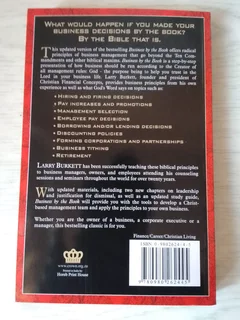 WHAT WOULD HAPPEN IF YOU MADE YOUR
BUSINESS DECISIONS BY THE BOOK?
BY THE BIBLE THAT IS.
This updated version of the bestselling Business by the Book offers radical
principles of business management that go beyond the Ten Com-
mandments and other biblical maxims. Business by the Book is a step-by-step
presentation of how business should be run according to the Creator of
all management rules: God - the purpose being to help you to trust in the
Lord in your business life. Larry Burkett, founder and president of
Christian Financial Concepts, provides business principles from his own
experience as well as what God's Word says on topics such as:
HIRING AND FIRING DECISIONS
PAY INCREASES AND PROMOTIONS
MANAGEMENT SELECTION
EMPLOYEE PAY DECISIONS
BORROWING AND/OR LENDING DECISIONS
DISCOUNTING POLICIES
FORMING CORPORATIONS AND PARTNERSHIPS
BUSINESS TITHING
RETIREMENT
LARRY BURKETT has been successfully teaching these biblical principles
to business managers, owners, and employees attending his counseling
sessions and seminars throughout the world for over twenty years.
With updated materials, including two new chapters on leadership
and justification for dismissal, as well as an updated study guide,
Business by the Book will provide you with the tools to develop a Christ-
based management team and apply the principles to your own business.
Whether you are the owner of a business, a corporate executive or a
manager, this bestselling classic is for you.
Finance/Career/Christian Living